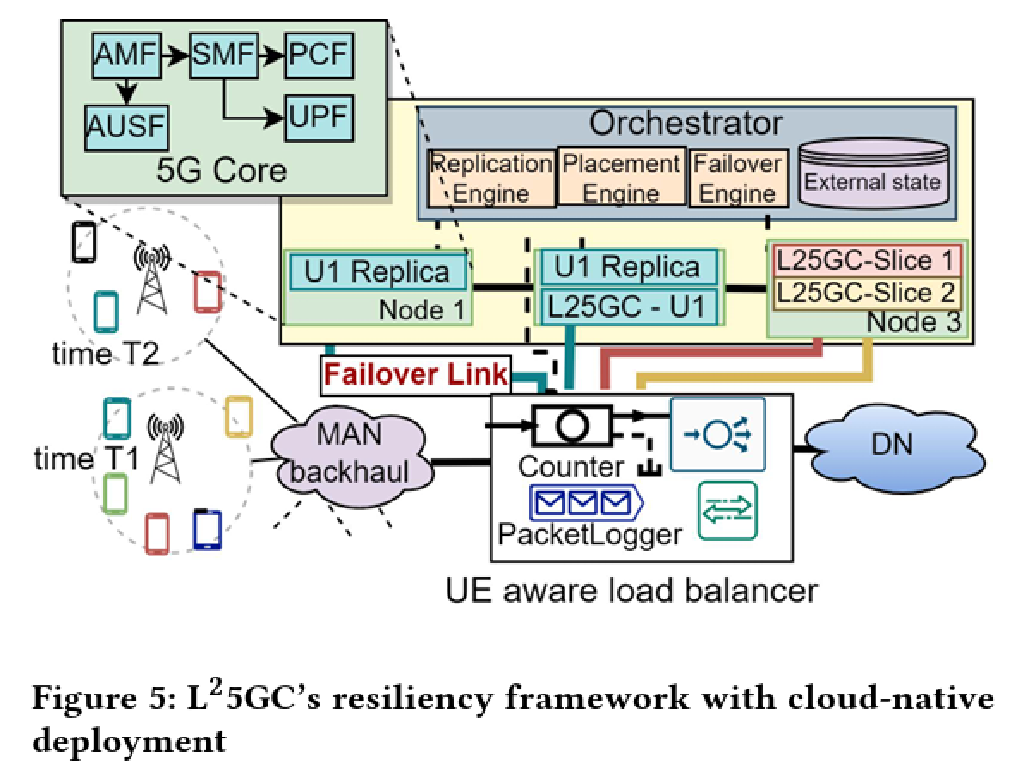 AMF
SMF
PCF
AUSF
UPF
5G Core
Orchestrator
Replication
Engine
Placement
Engine
Failover
Engine
External state
U1 Replica
Node 1
U1 Replica
L25GC - U1
L25GC-Slice 1
L25GC-Slice 2
Node 3
time T2
Failover Link
time T1
MAN
backhaul
Counter
PacketLogger
DN
UE aware load balancer
Figure 5: L²5GC's resiliency framework with cloud-native
deployment